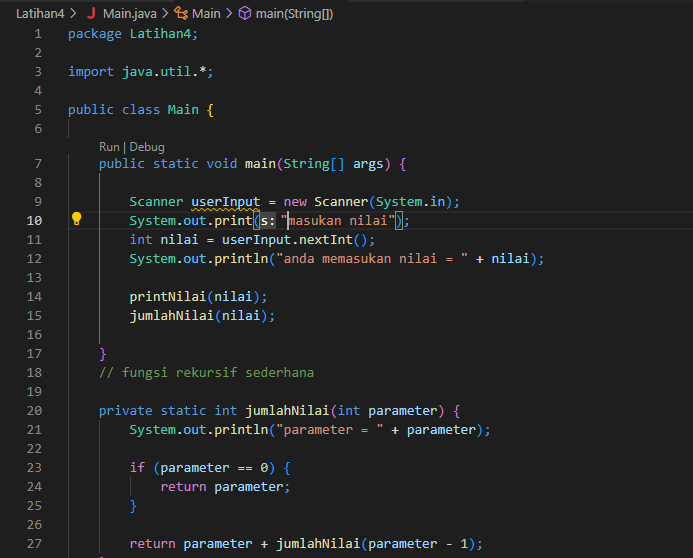 Latihan4 > J Main.java > Main > main(String[])
1 package Latihan4;
2
3 import java.util.*;
4
5 public class Main {
6
Run | Debug
7 public static void main(String[] args) {
8
9 Scanner userInput = new Scanner(System.in);
10 System.out.print(s: "masukan nilai");
11 int nilai = userInput.nextInt();
12 System.out.println("anda memasukan nilai = " + nilai);
13
14 printNilai(nilai);
15 jumlahNilai(nilai);
16
17 }
18 // fungsi rekursif sederhana
19
20 private static int jumlahNilai(int parameter) {
21 System.out.println("parameter = " + parameter);
22
23 if (parameter == 0) {
24 return parameter;
25 }
26
27 return parameter + jumlahNilai(parameter - 1);